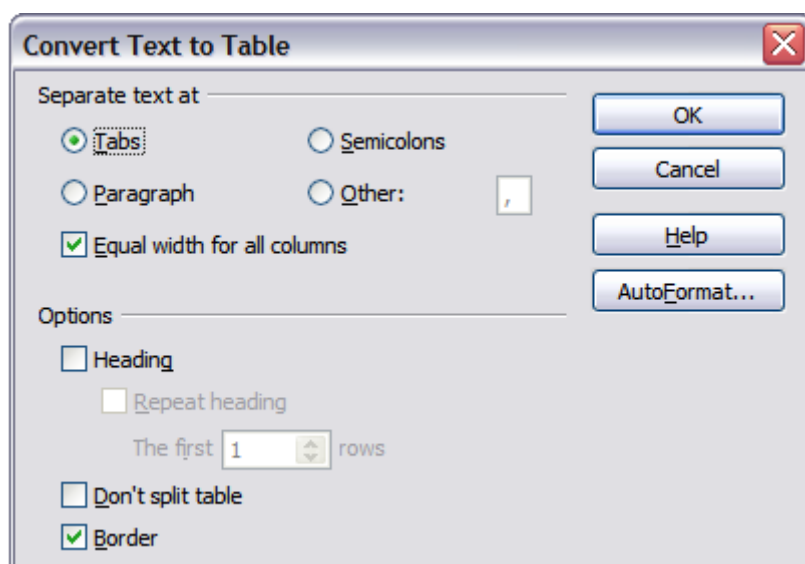 Convert Text to Table
Separate text at
OK
Tabs
Semicolons
Cancel
Paragraph
Other: ,
Help
Equal width for all columns
AutoFormat...
Options
Heading
Repeat heading
The first 1 rows
Don't split table
Border